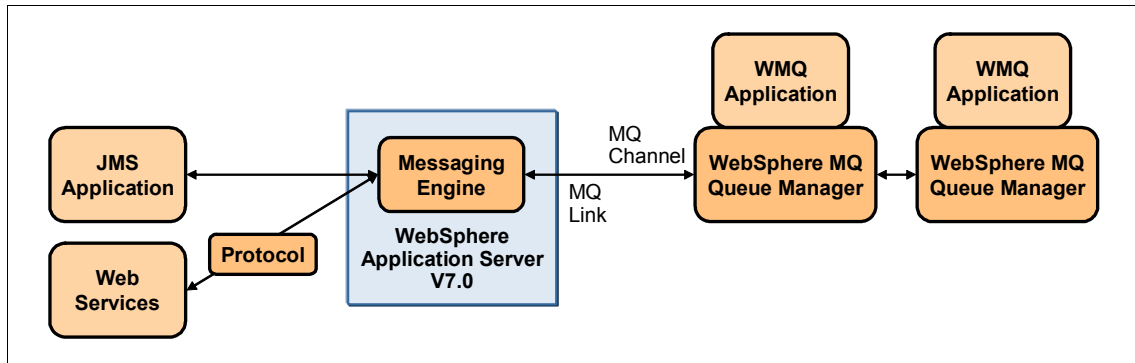 JMS
Application
Web
Services
Protocol
Messaging
Engine
WebSphere
Application Server
V7.0
MQ
Channel
MQ
Link
WMQ
Application
WebSphere MQ
Queue Manager
WMQ
Application
WebSphere MQ
Queue Manager